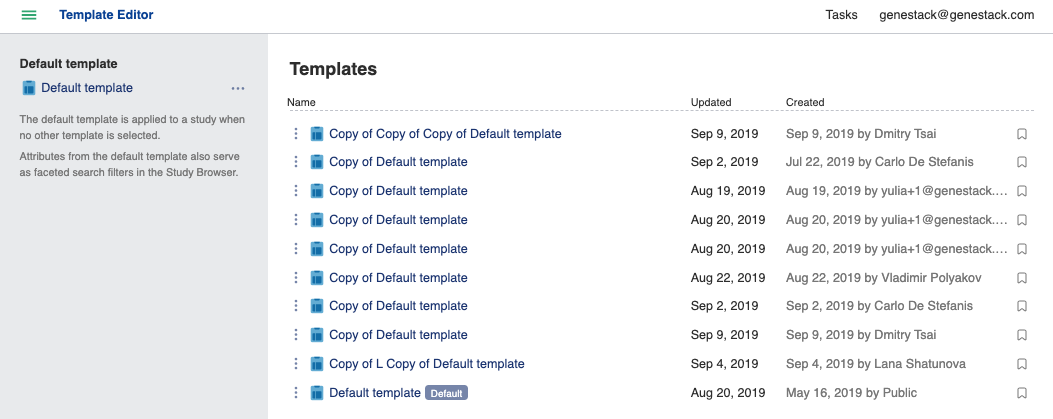 Template Editor
Tasks
genestack@genestack.com
Default template
Default template
The default template is applied to a study when
no other template is selected.
Attributes from the default template also serve
as faceted search filters in the Study Browser.
Templates
Name Updated Created
Copy of Copy of Copy of Default template Sep 9, 2019 Sep 9, 2019 by Dmitry Tsai
Copy of Default template Sep 2, 2019 Jul 22, 2019 by Carlo De Stefanis
Copy of Default template Aug 19, 2019 Aug 19, 2019 by yulia+1@genestack....
Copy of Default template Aug 20, 2019 Aug 20, 2019 by yulia+1@genestack....
Copy of Default template Aug 20, 2019 Aug 20, 2019 by yulia+1@genestack....
Copy of Default template Aug 22, 2019 Aug 22, 2019 by Vladimir Polyakov
Copy of Default template Sep 2, 2019 Sep 2, 2019 by Carlo De Stefanis
Copy of Default template Sep 9, 2019 Sep 9, 2019 by Dmitry Tsai
Copy of L Copy of Default template Sep 4, 2019 Sep 4, 2019 by Lana Shatunova
Default template Default Aug 20, 2019 May 16, 2019 by Public